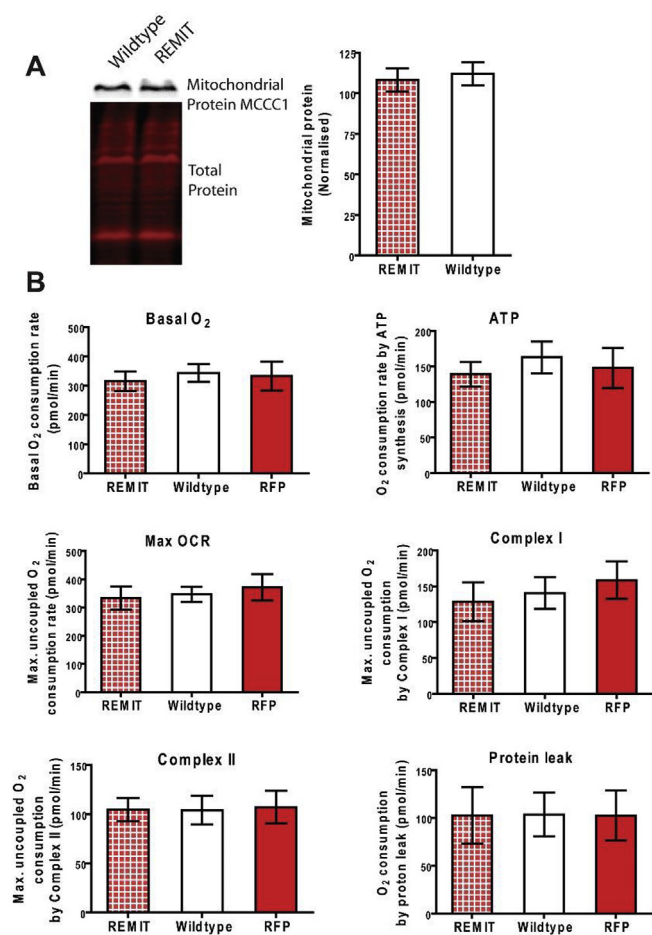 A
Wildtype
REMIT
Mitochondrial
Protein MCCC1
Total
Protein
Mitochondrial protein
(Normalised)
125
100
75
50
25
0
REMIT Wildtype
B
Basal O2
Basal O2 consumption rate
(pmol/min)
500
400
300
200
100
0
REMIT Wildtype RFP
ATP
O2 consumption rate by ATP
synthesis (pmol/min)
200
150
100
50
0
REMIT Wildtype RFP
Max OCR
Max. uncoupled O2
consumption rate (pmol/min)
500
400
300
200
100
0
REMIT Wildtype RFP
Complex I
Max. uncoupled O2
consumption
by Complex I (pmol/min)
200
150
100
50
0
REMIT Wildtype RFP
Complex II
Max. uncoupled O2
consumption
by Complex II (pmol/min)
150
100
50
0
REMIT Wildtype RFP
Protein leak
O2 consumption
by proton leak (pmol/min)
150
100
50
0
REMIT Wildtype RFP